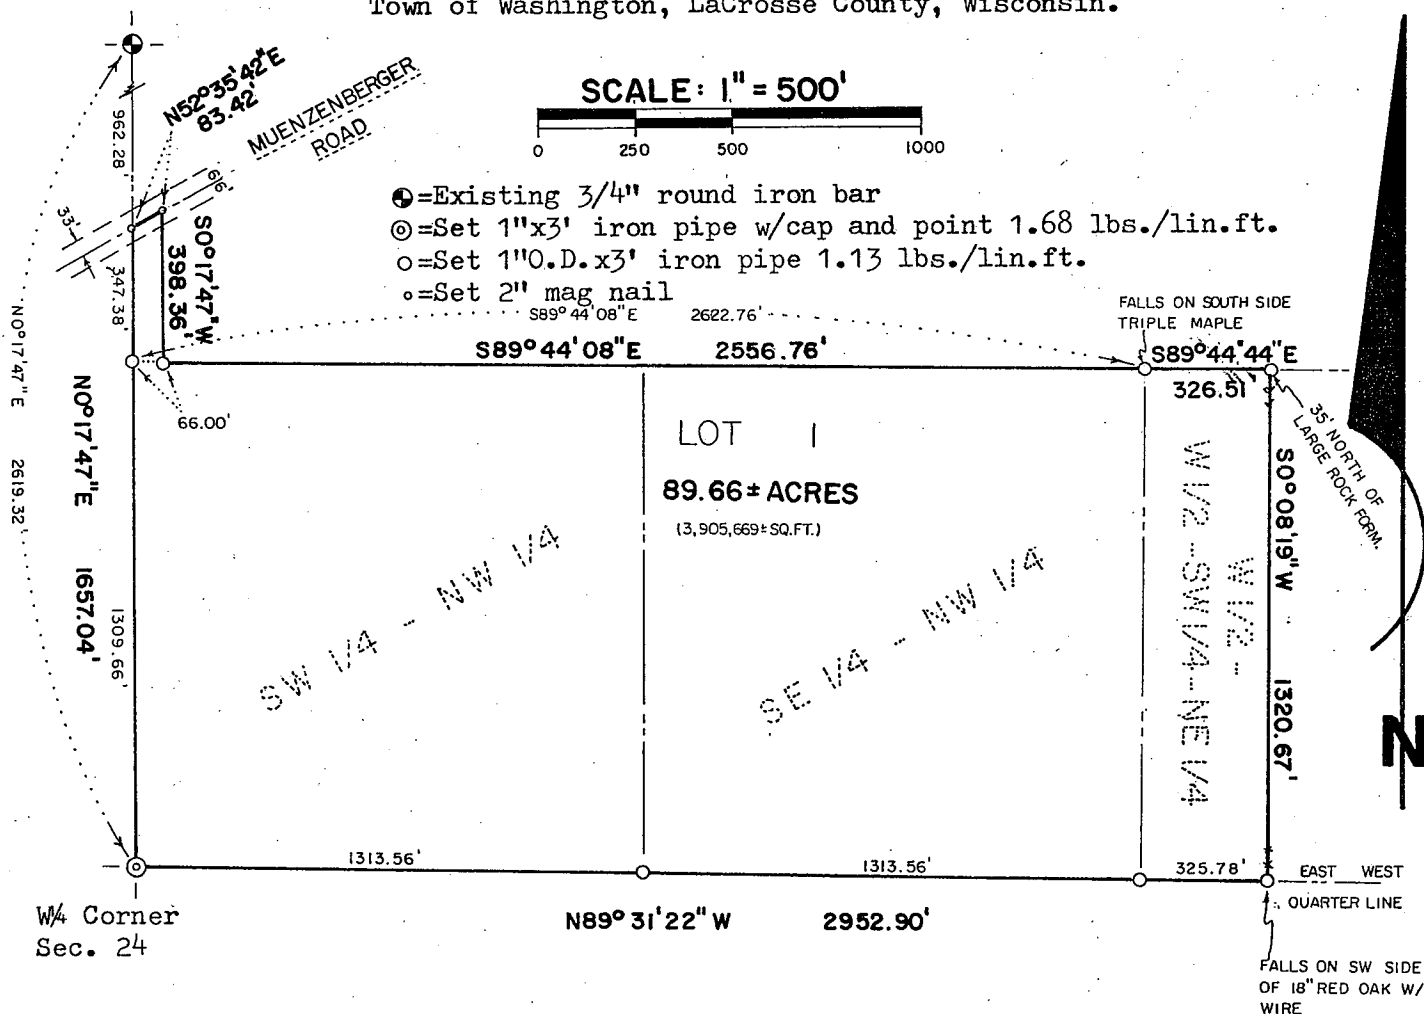 Town of Washington, LaCrosse County, Wisconsin.
N52°35'42"E
83.42'
MUENZENBERGER
ROAD
SCALE: 1" = 500'
0 250 500 1000
962.28'
66'
33'
=Existing 3/4" round iron bar
=Set 1"x3' iron pipe w/cap and point 1.68 lbs./lin.ft.
=Set 1"O.D.x3' iron pipe 1.13 lbs./lin.ft.
=Set 2" mag nail
S0°17'47"W
398.36'
347.38'
S89°44'08"E 2622.76'
S89°44'08"E 2556.76'
FALLS ON SOUTH SIDE
TRIPLE MAPLE
S89°44'44"E
326.51'
66.00'
N0°17'47"E 2619.32'
N0°17'47"E 1657.04'
1309.66'
LOT 1
89.66± ACRES
(3,905,669± SQ.FT.)
SW 1/4 - NW 1/4
SE 1/4 - NW 1/4
W 1/2 -
W 1/2 -SW 1/4-NE 1/4
S0°08'19"W 1320.67'
35' NORTH OF
LARGE ROCK FORM.
N
1313.56'
1313.56'
325.78'
EAST WEST
QUARTER LINE
N89°31'22"W 2952.90'
W¼ Corner
Sec. 24
FALLS ON SW SIDE
OF 18" RED OAK W/
WIRE